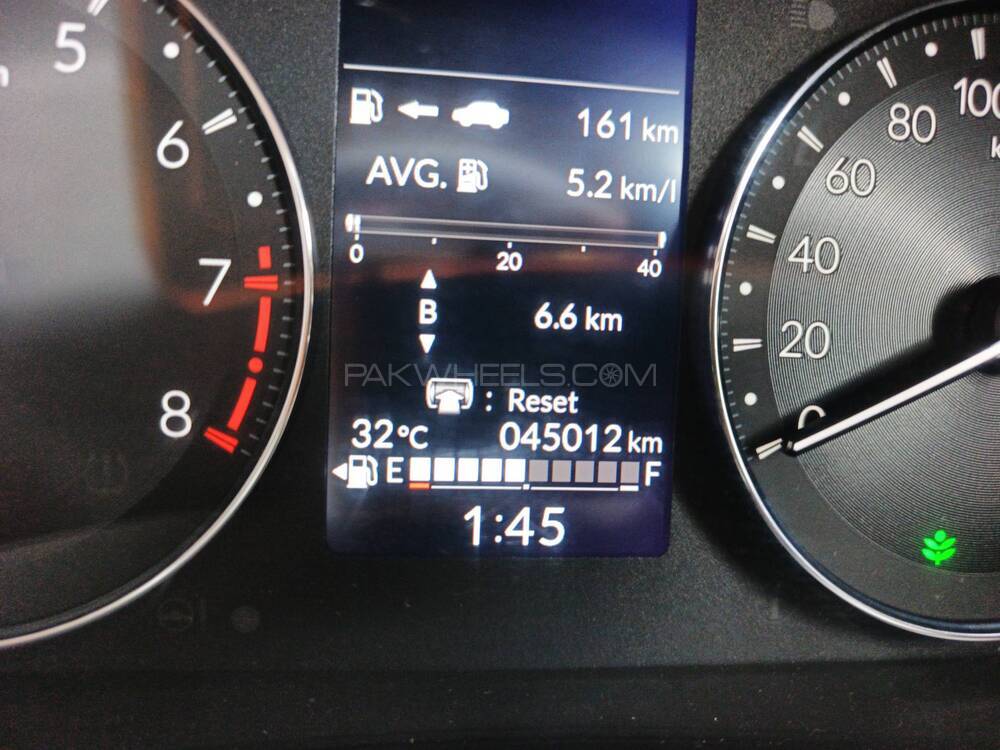 5
6
7
8
161 km
AVG. 5.2 km/l
0 20 40
B 6.6 km
PAKWHEELS.COM
: Reset
32°C 045012 km
E F
1:45
0
20
40
60
80
100